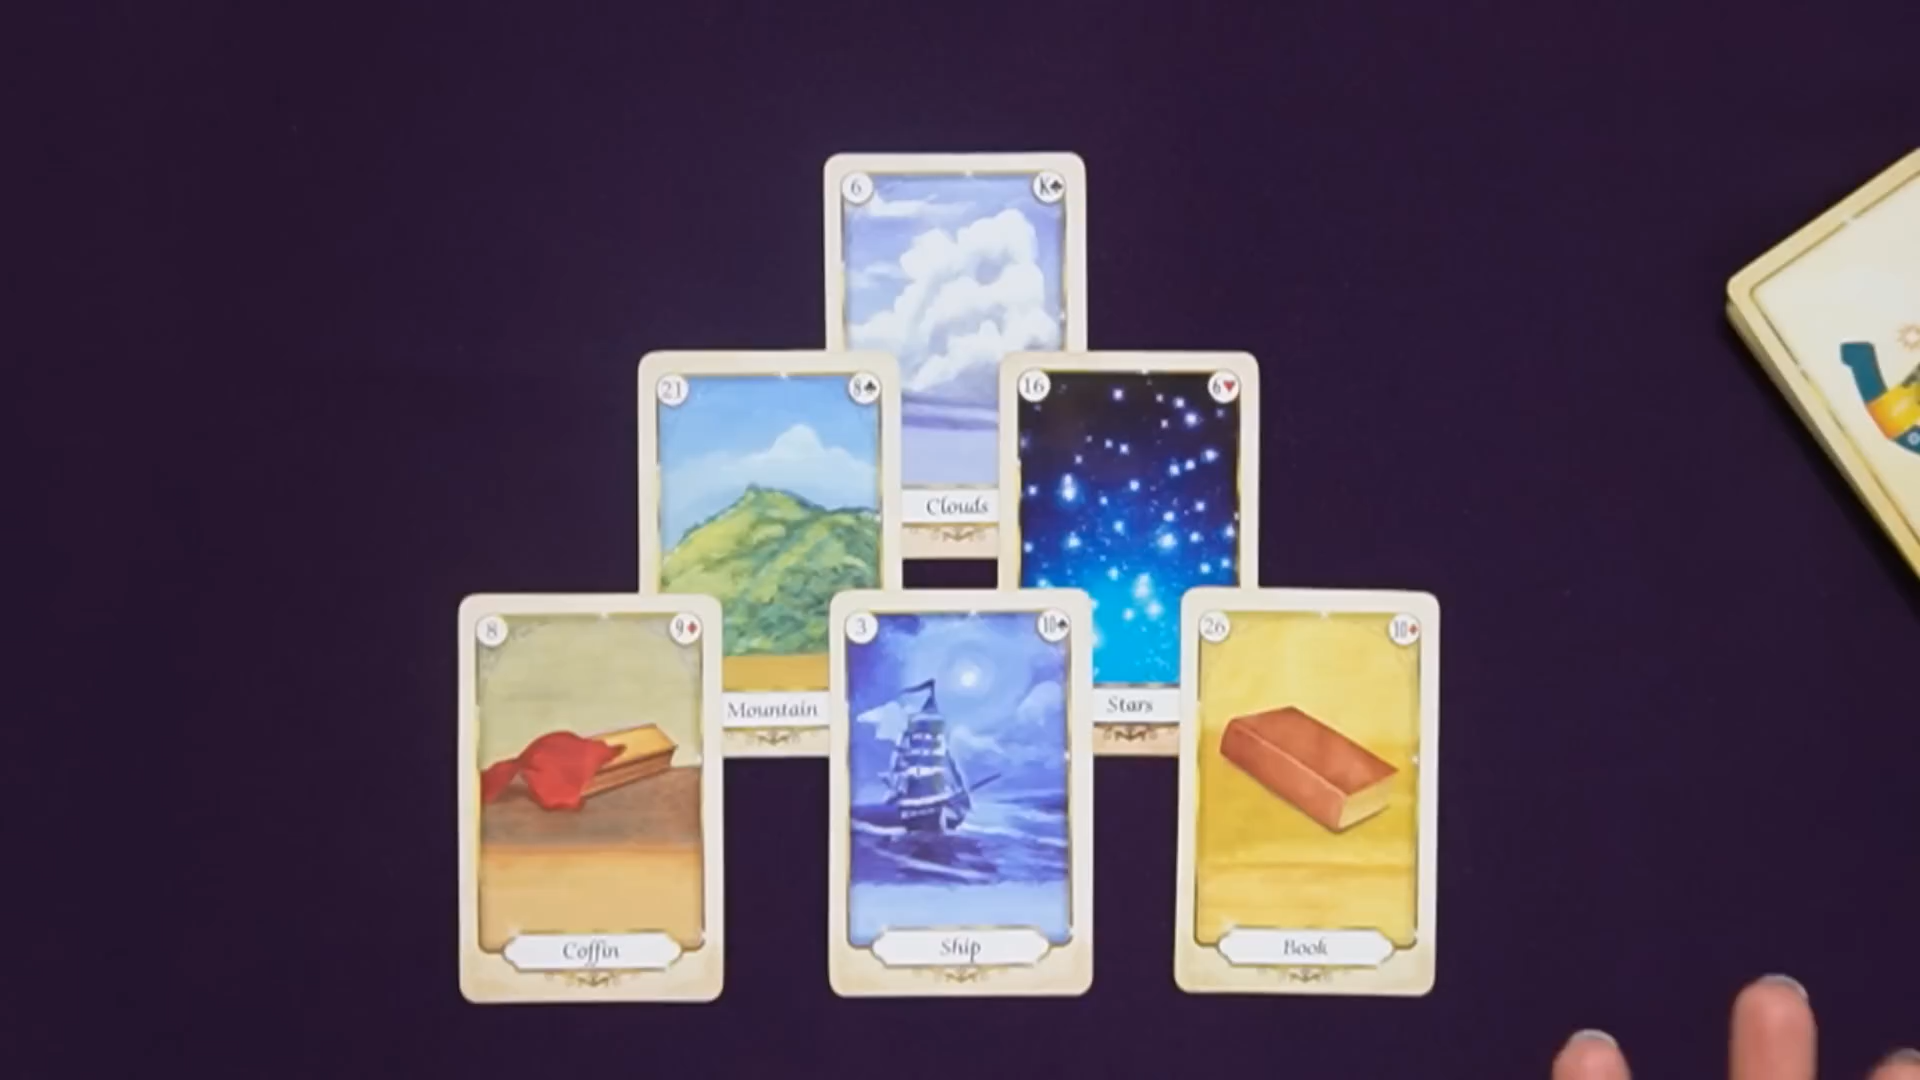 6 K♠
21 8♠
16 6♥
Clouds
8 9♦
3 10♠
26 10♦
Mountain
Stars
Coffin
Ship
Book